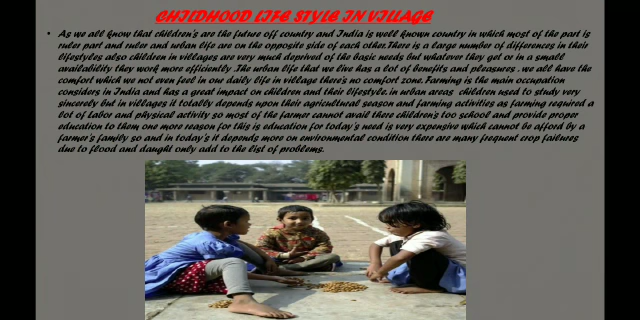 CHILDHOOD LIFE STYLE IN VILLAGE
• As we all know that children's are the future off country and India is well known country in which most of the part is
ruler part and ruler and urban life are on the opposite side of each other.There is a large number of differences in their
lifestyles also children in villages are very much deprived of the basic needs but whatever they get or in a small
availability they work more efficiently .The urban life that we live has a lot of benefits and pleasures . we all have the
comfort which we not even feel in our daily life in village there's no comfort zone. Farming is the main occupation
considers in India and has a great impact on children and their lifestyle. in urban areas children used to study very
sincerely but in villages it totally depends upon their agricultural season and farming activities as farming required a
lot of Labor and physical activity so most of the farmer cannot avail there children's too school and provide proper
education to them one more reason for this is education for today's need is very expensive which cannot be afford by a
farmer's family so and in today's it depends more on environmental condition there are many frequent crop failures
due to flood and daught only add to the list of problems.